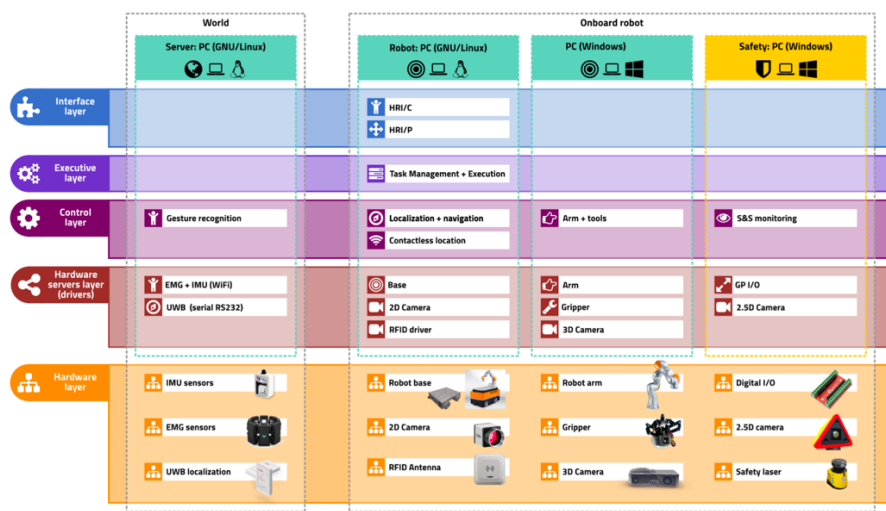 World
Onboard robot
Server: PC (GNU/Linux)
Robot: PC (GNU/Linux)
PC (Windows)
Safety: PC (Windows)
Interface
layer
HRI/C
HRI/P
Executive
layer
Task Management + Execution
Control
layer
Gesture recognition
Localization + navigation
Arm + tools
S&S monitoring
Contactless location
Hardware
servers layer
(drivers)
EMG + IMU (WiFi)
Base
Arm
GP I/O
UWB (serial RS232)
2D Camera
Gripper
2.5D Camera
RFID driver
3D Camera
Hardware
layer
IMU sensors
Robot base
Robot arm
Digital I/O
EMG sensors
2D Camera
Gripper
2.5D camera
UWB localization
RFID Antenna
3D Camera
Safety laser